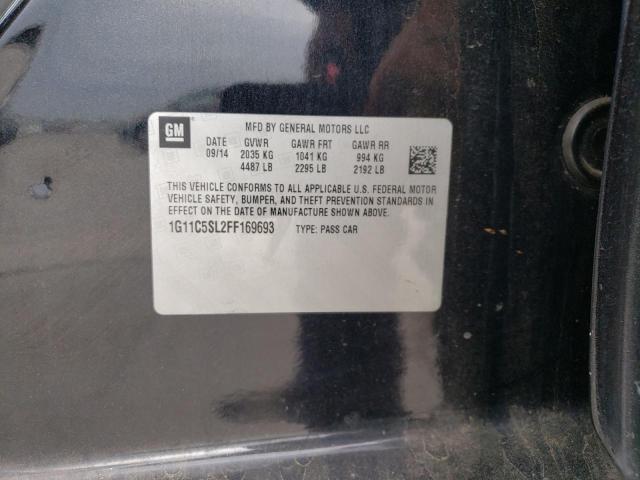 GM
MFD BY GENERAL MOTORS LLC
DATE GVWR GAWR FRT GAWR RR
09/14 2035 KG 1041 KG 994 KG
4487 LB 2295 LB 2192 LB
THIS VEHICLE CONFORMS TO ALL APPLICABLE U.S. FEDERAL MOTOR
VEHICLE SAFETY, BUMPER, AND THEFT PREVENTION STANDARDS
IN EFFECT ON THE DATE OF MANUFACTURE SHOWN ABOVE.
1G11C5SL2FF169693 TYPE: PASS CAR